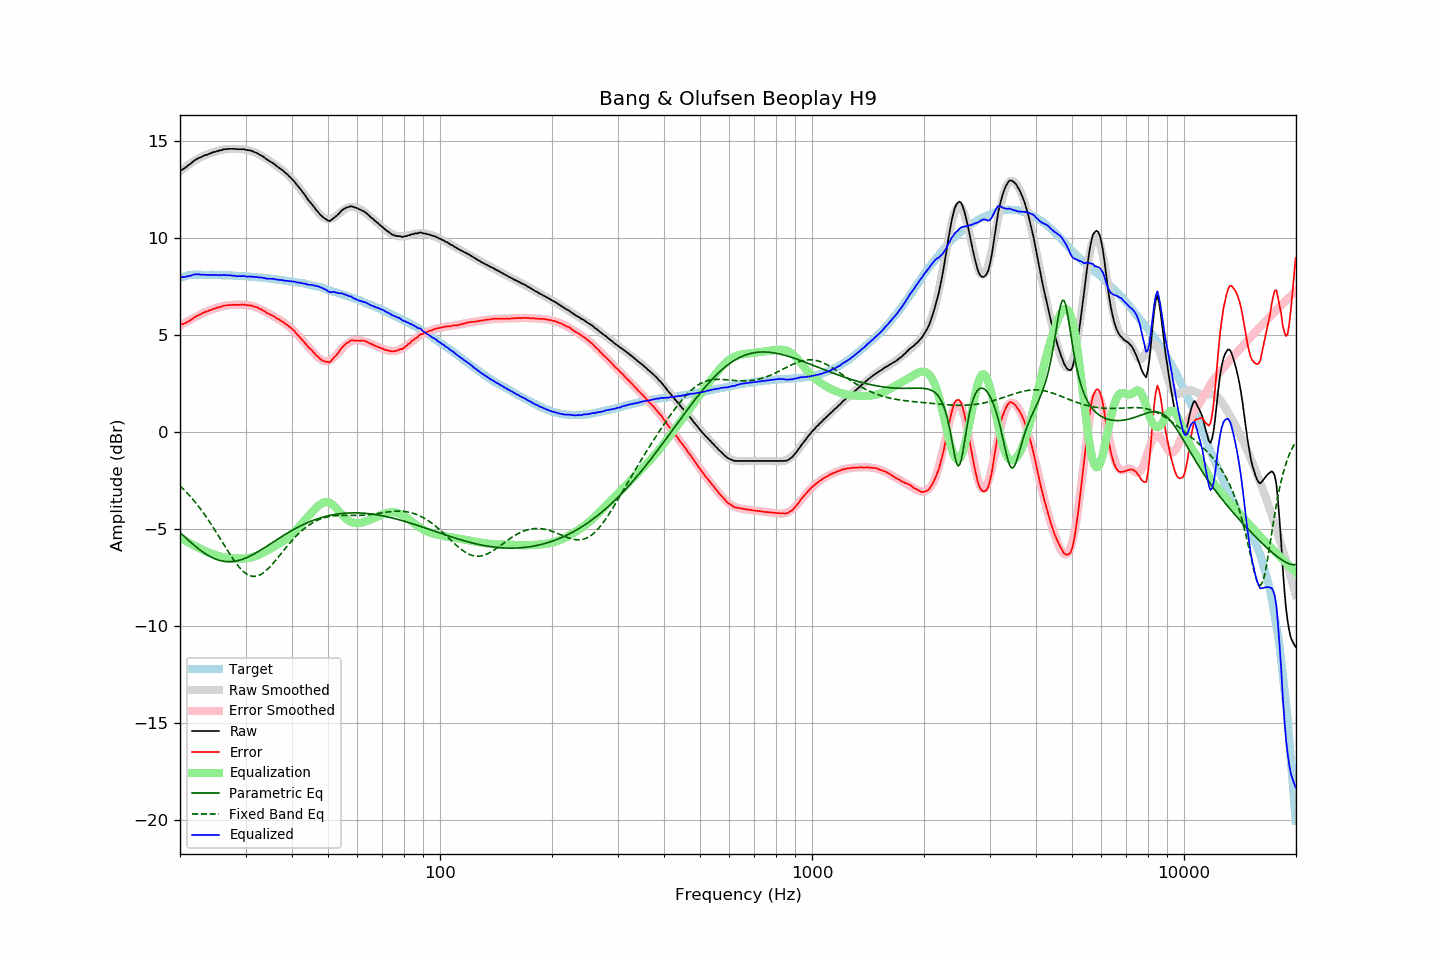 Bang & Olufsen Beoplay H9
Amplitude (dBr)
15
10
5
0
−5
−10
−15
−20
Target
Raw Smoothed
Error Smoothed
Raw
Error
Equalization
Parametric Eq
Fixed Band Eq
Equalized
100
1000
10000
Frequency (Hz)